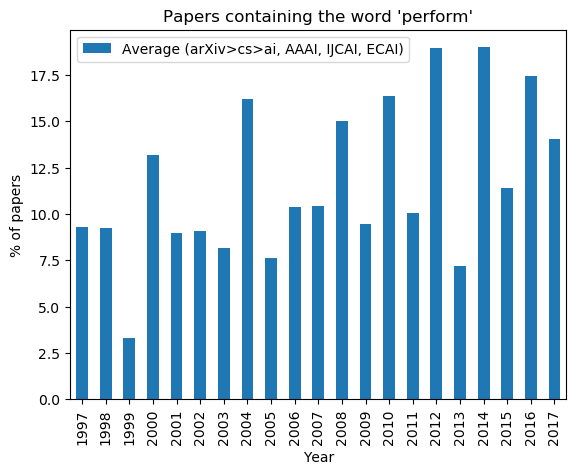 Papers containing the word 'perform'
Average (arXiv>cs>ai, AAAI, IJCAI, ECAI)
% of papers
17.5
15.0
12.5
10.0
7.5
5.0
2.5
0.0
1997 1998 1999 2000 2001 2002 2003 2004 2005 2006 2007 2008 2009 2010 2011 2012 2013 2014 2015 2016 2017
Year